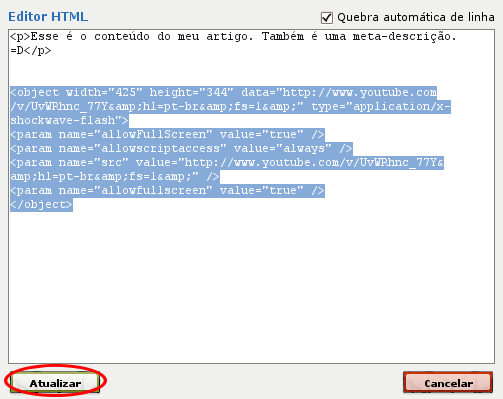 Editor HTML
Quebra automática de linha
<p>Esse é o conteúdo do meu artigo. Também é uma meta-descrição.
=D</p>
<object width="425" height="344" data="http://www.youtube.com
/v/UvWRhnc_77Y&amp;hl=pt-br&amp;fs=1&amp;" type="application/x-
shockwave-flash">
<param name="allowFullScreen" value="true" />
<param name="allowscriptaccess" value="always" />
<param name="src" value="http://www.youtube.com/v/UvWRhnc_77Y&
amp;hl=pt-br&amp;fs=1&amp;" />
<param name="allowfullscreen" value="true" />
</object>
Atualizar
Cancelar